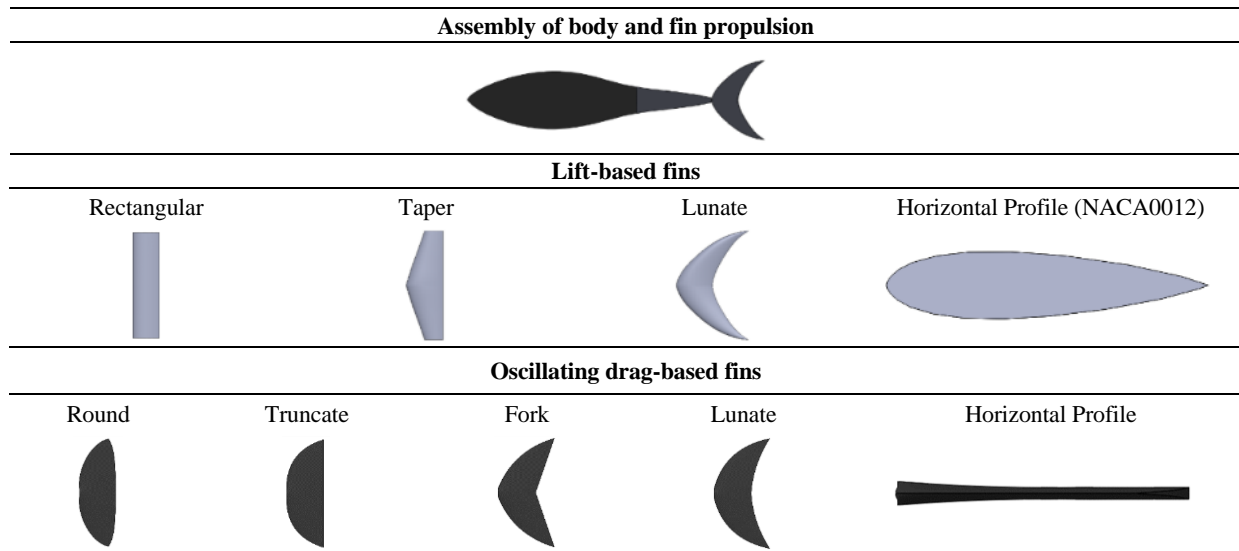 Assembly of body and fin propulsion
Lift-based fins
Rectangular Taper Lunate Horizontal Profile (NACA0012)
Oscillating drag-based fins
Round Truncate Fork Lunate Horizontal Profile